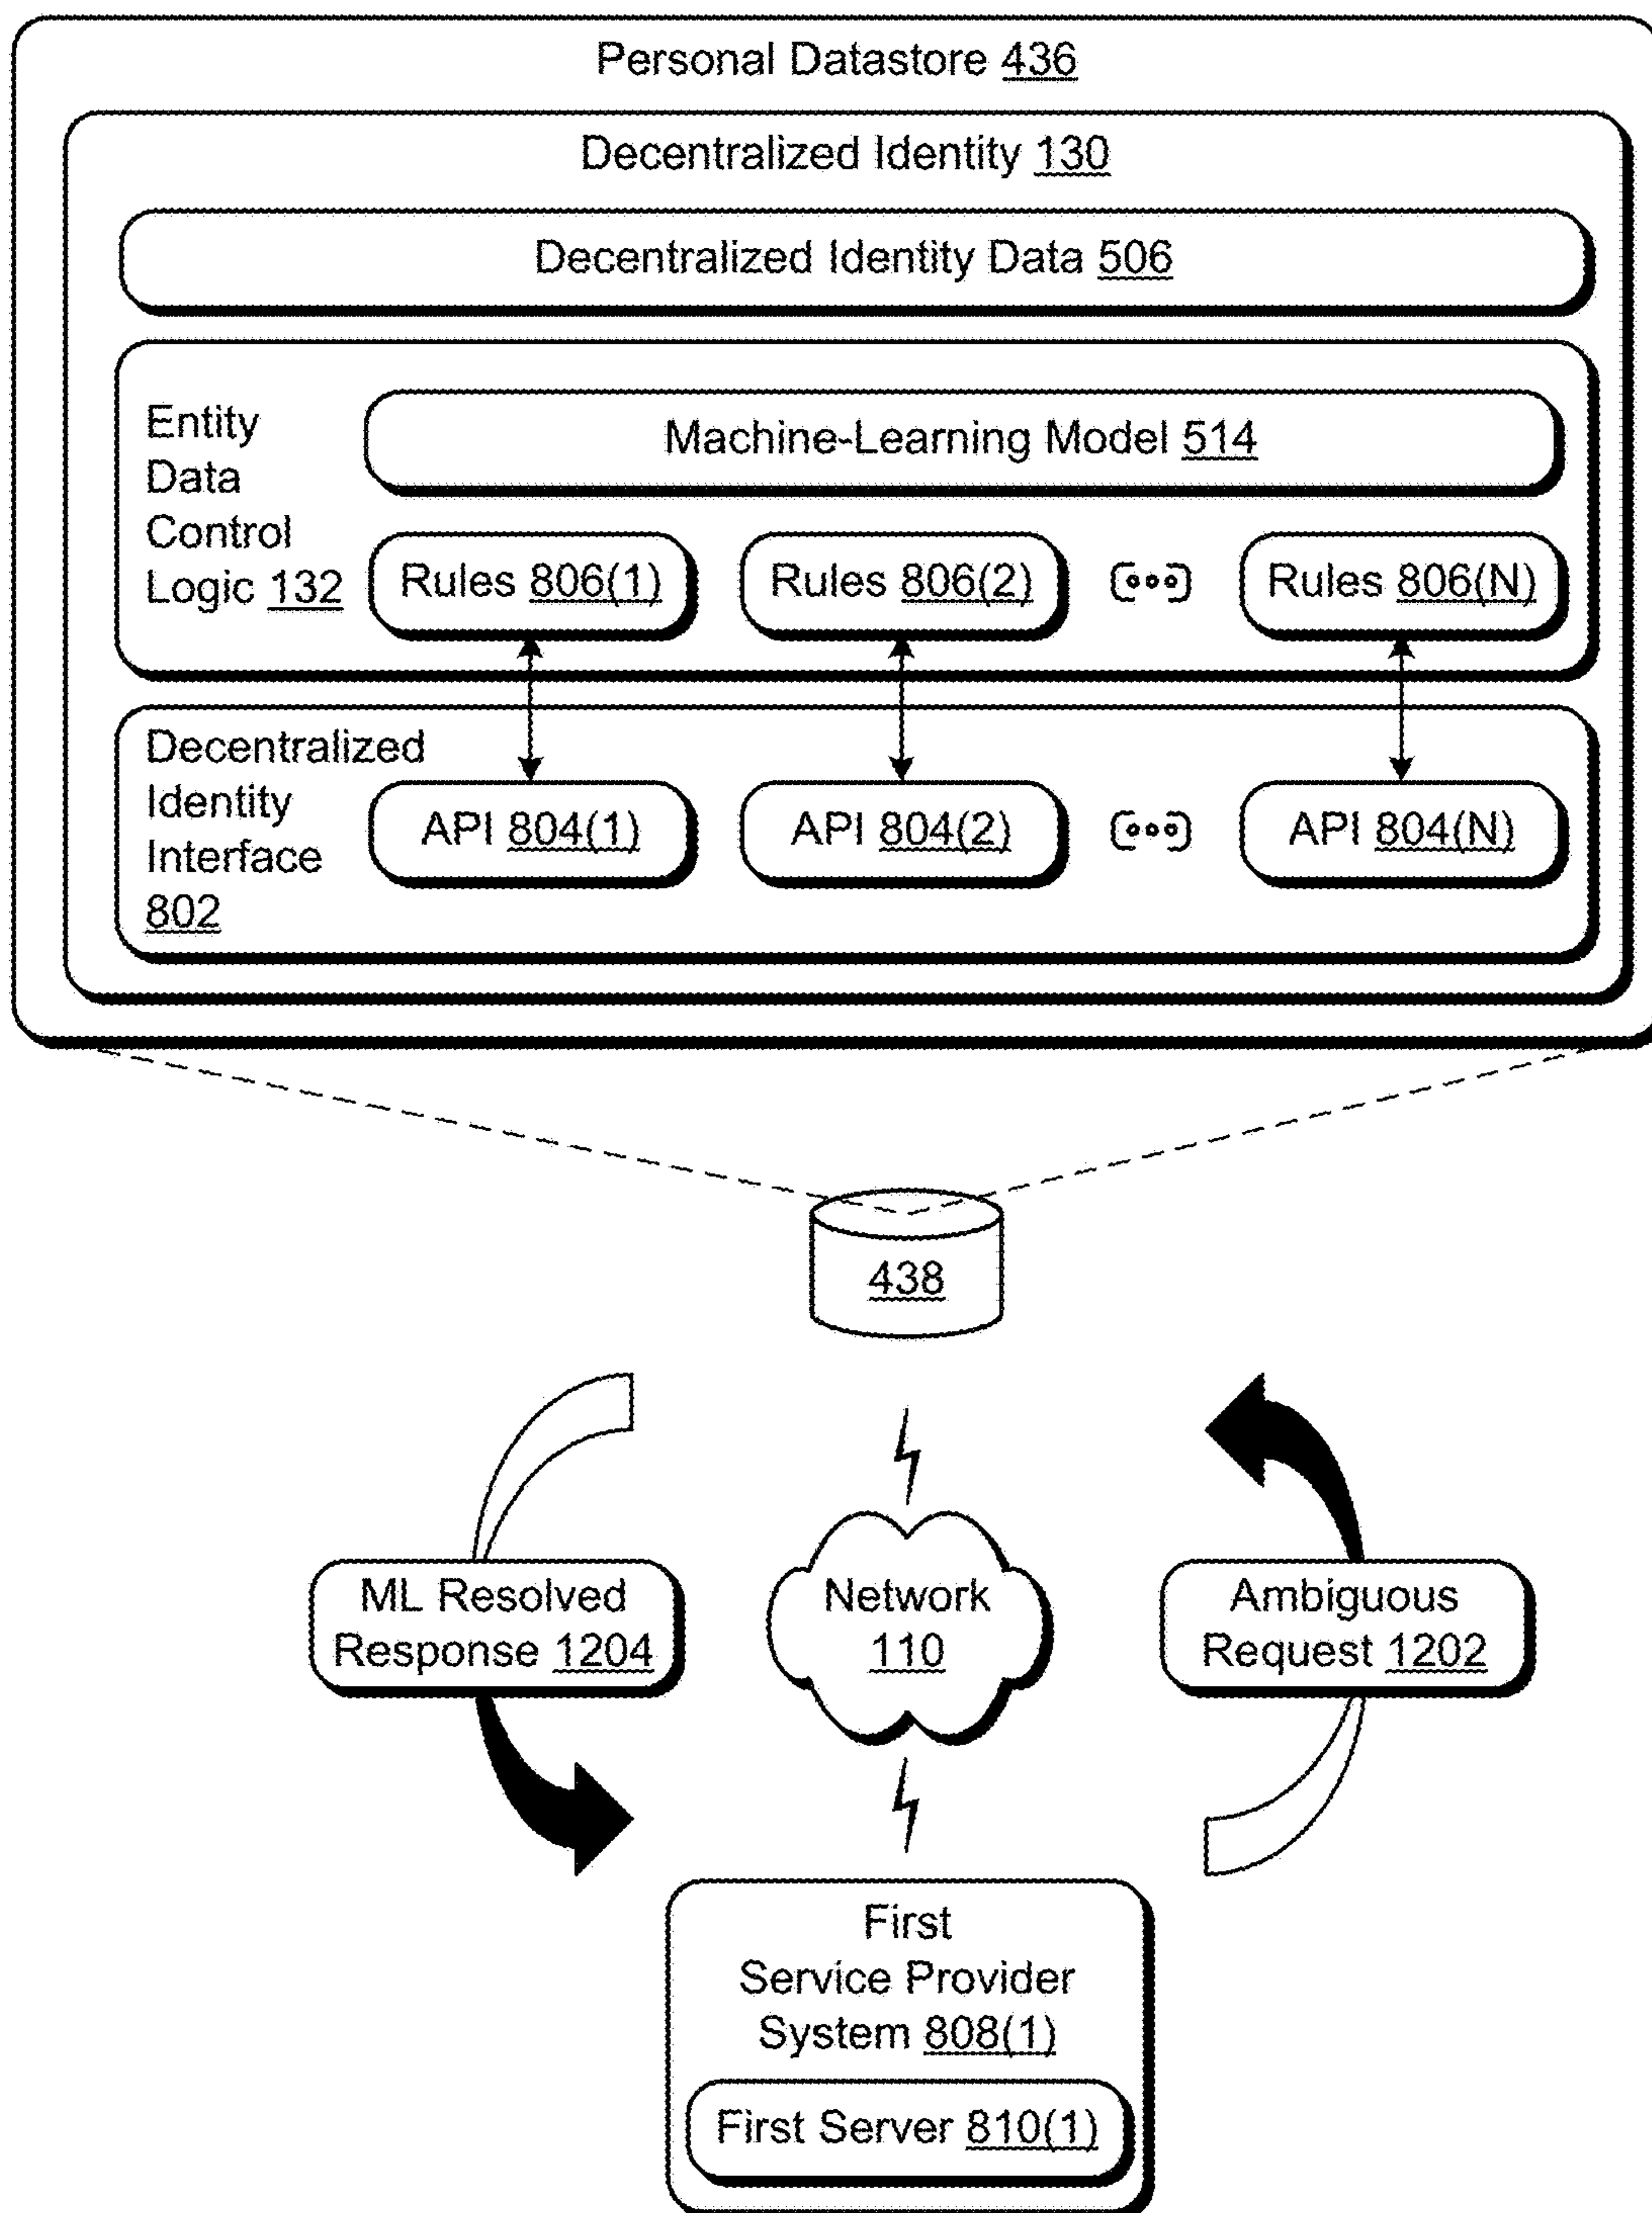 Personal Datastore 436
Decentralized Identity 130
Decentralized Identity Data 506
Entity
Data
Control
Logic 132
Machine-Learning Model 514
Rules 806(1)
Rules 806(2)
Rules 806(N)
Decentralized
Identity
Interface
802
API 804(1)
API 804(2)
API 804(N)
438
ML Resolved
Response 1204
Network
110
Ambiguous
Request 1202
First
Service Provider
System 808(1)
First Server 810(1)